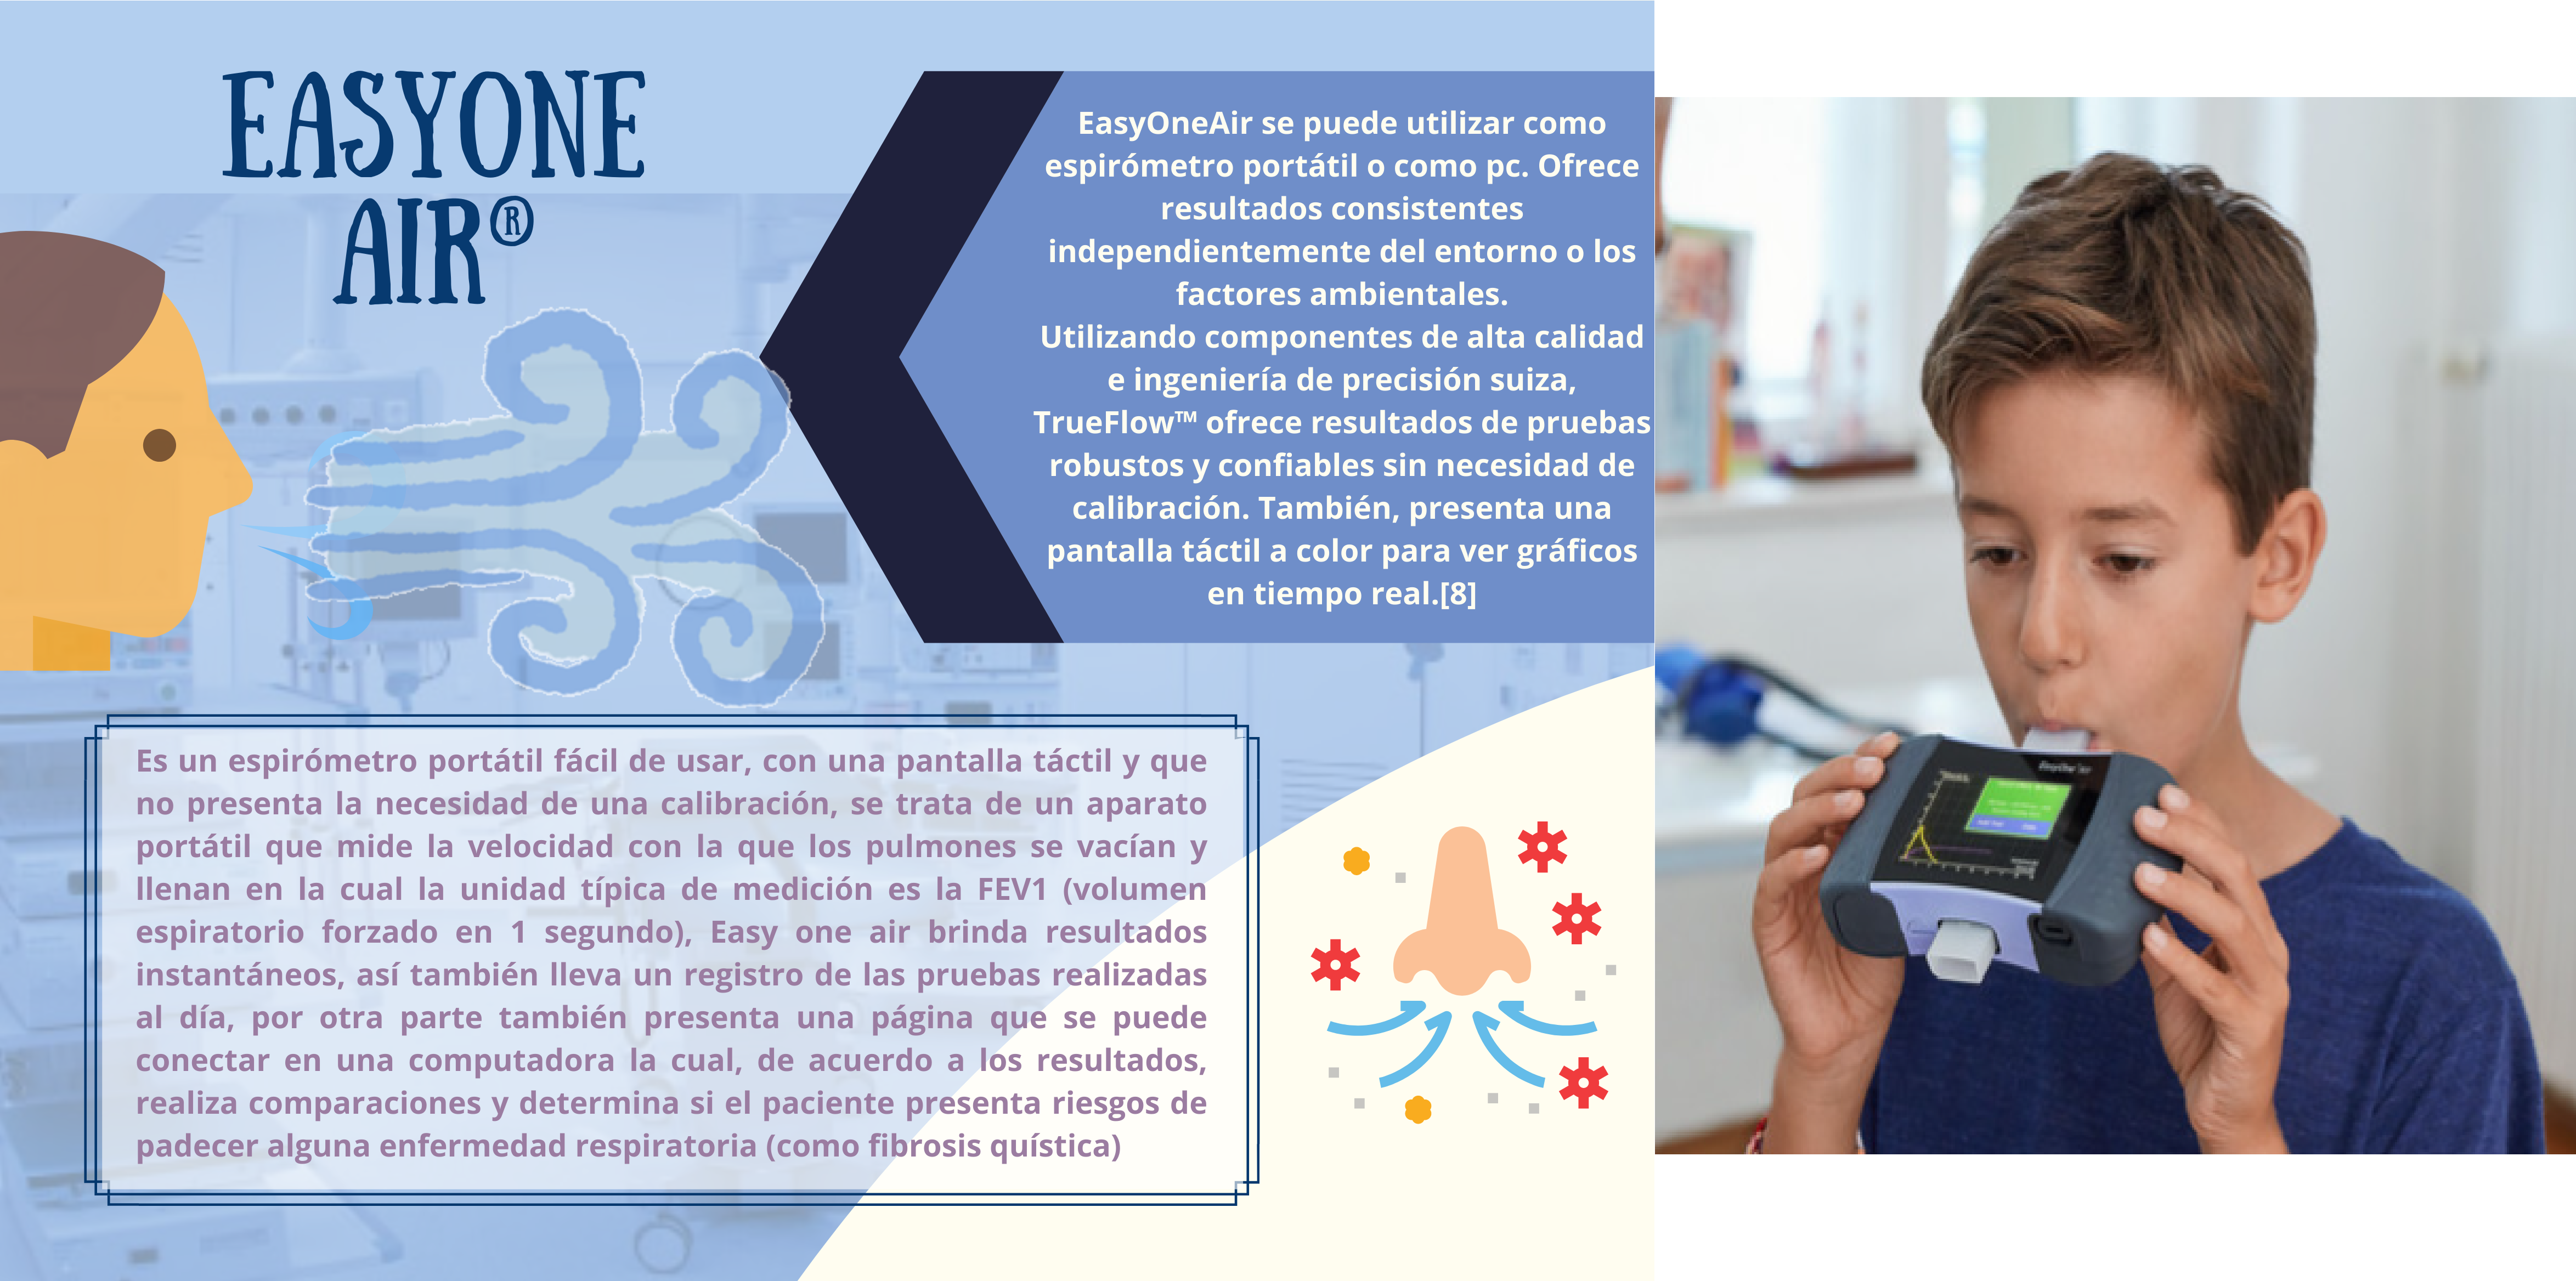 EASYONE
AIR®
EasyOneAir se puede utilizar como
espirómetro portátil o como pc. Ofrece
resultados consistentes
independientemente del entorno o los
factores ambientales.
Utilizando componentes de alta calidad
e ingeniería de precisión suiza,
TrueFlow™ ofrece resultados de pruebas
robustos y confiables sin necesidad de
calibración. También, presenta una
pantalla táctil a color para ver gráficos
en tiempo real.[8]
Es un espirómetro portátil fácil de usar, con una pantalla táctil y que
no presenta la necesidad de una calibración, se trata de un aparato
portátil que mide la velocidad con la que los pulmones se vacían y
llenan en la cual la unidad típica de medición es la FEV1 (volumen
espiratorio forzado en 1 segundo), Easy one air brinda resultados
instantáneos, así también lleva un registro de las pruebas realizadas
al día, por otra parte también presenta una página que se puede
conectar en una computadora la cual, de acuerdo a los resultados,
realiza comparaciones y determina si el paciente presenta riesgos de
padecer alguna enfermedad respiratoria (como fibrosis quística)